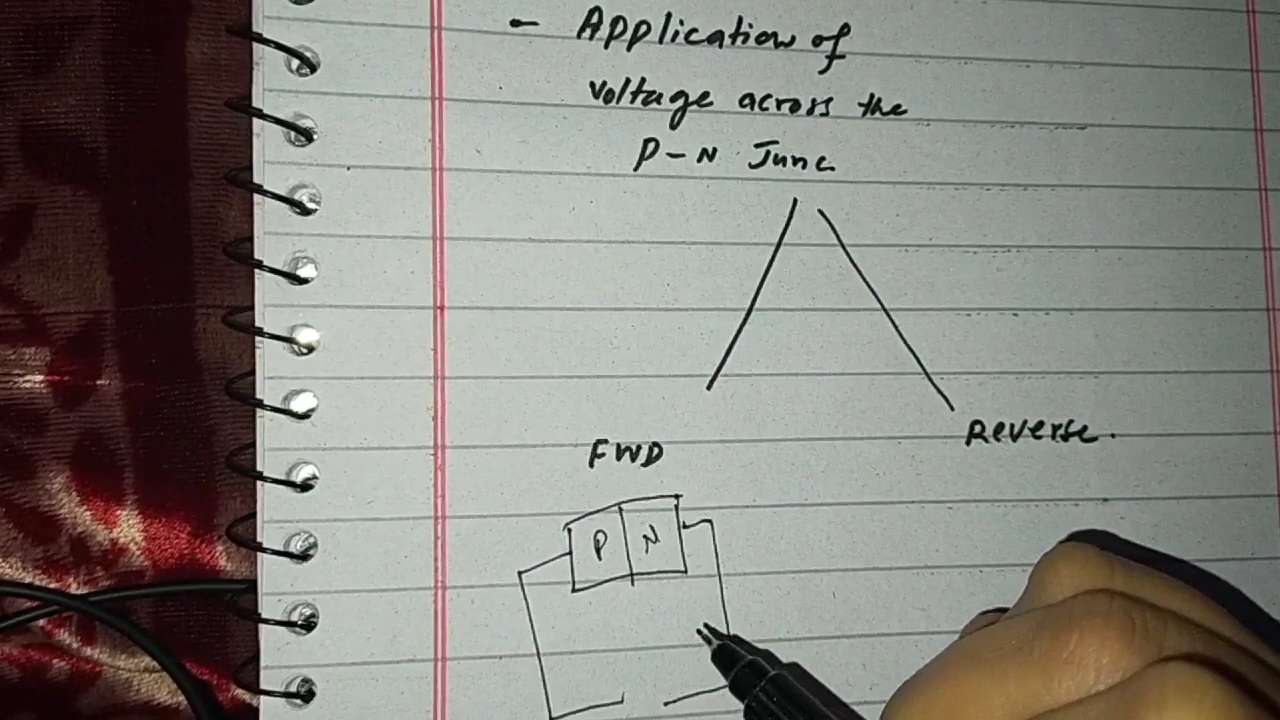 - Application of
voltage across the
P-N Junc
Reverse.
FWD
P N